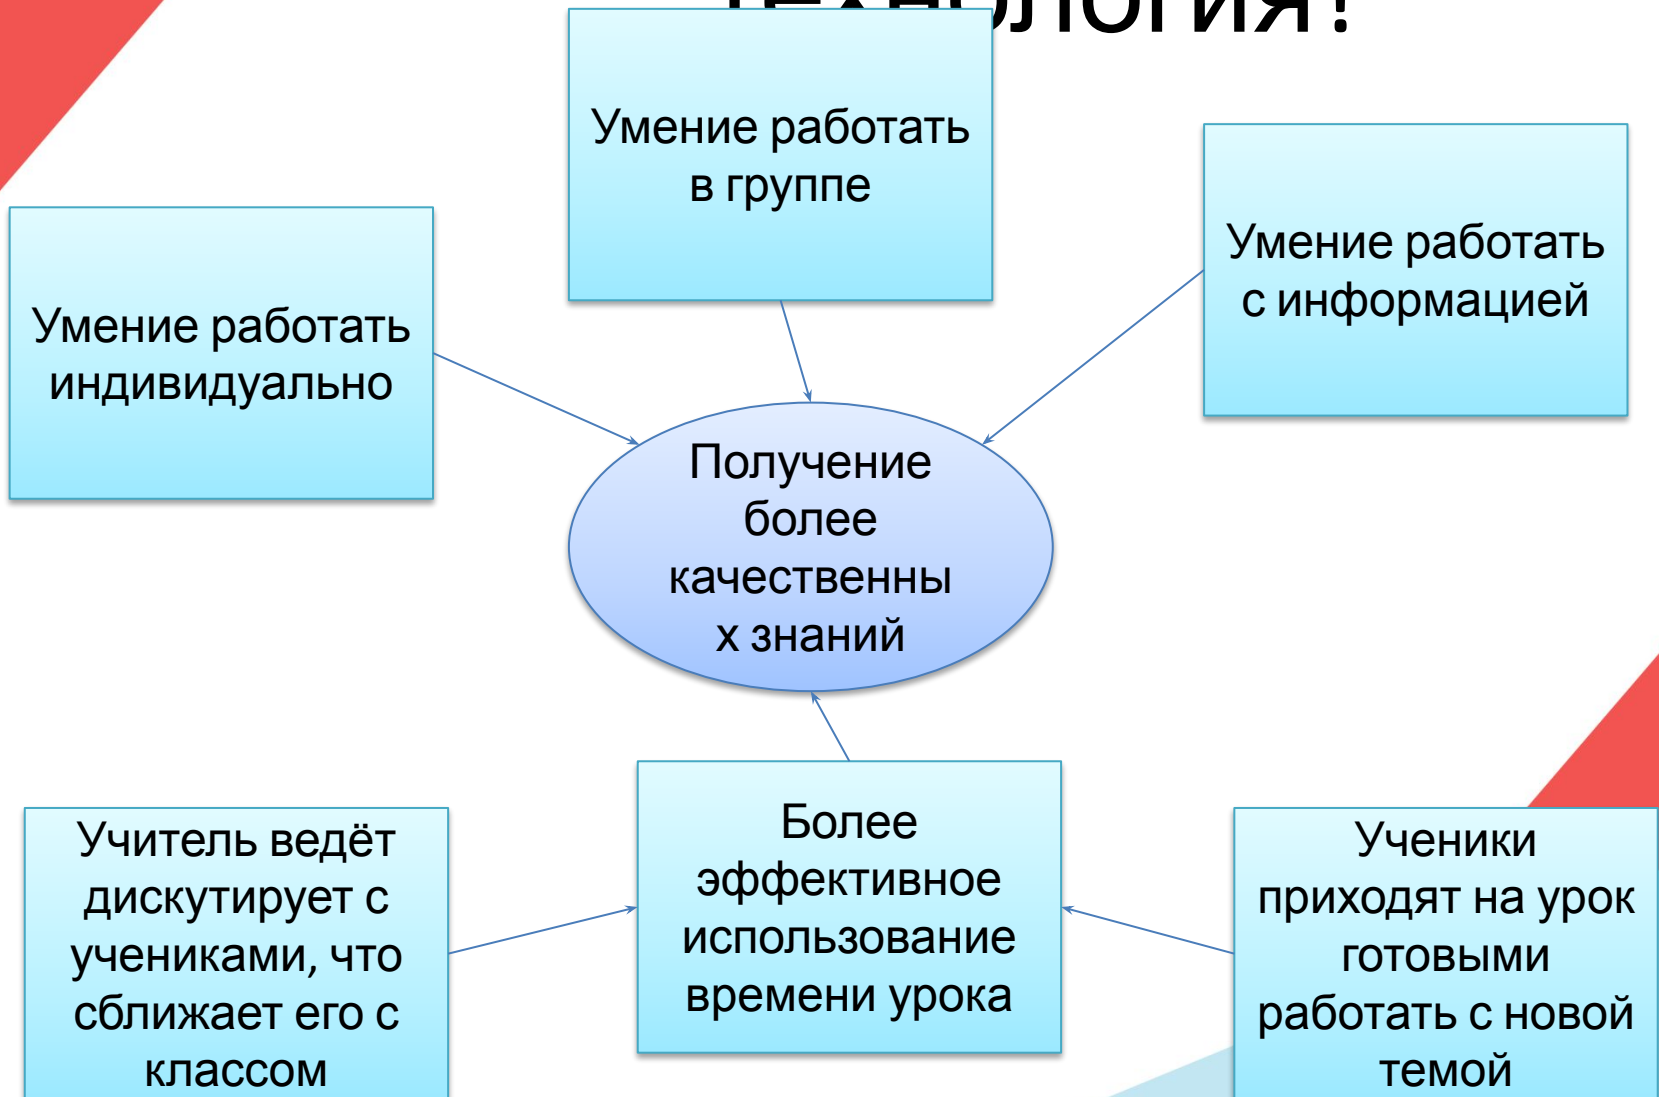 технология?
Умение работать
в группе
Умение работать
с информацией
Умение работать
индивидуально
Получение
более
качественны
х знаний
Учитель ведёт
дискутирует с
учениками, что
сближает его с
классом
Более
эффективное
использование
времени урока
Ученики
приходят на урок
готовыми
работать с новой
темой